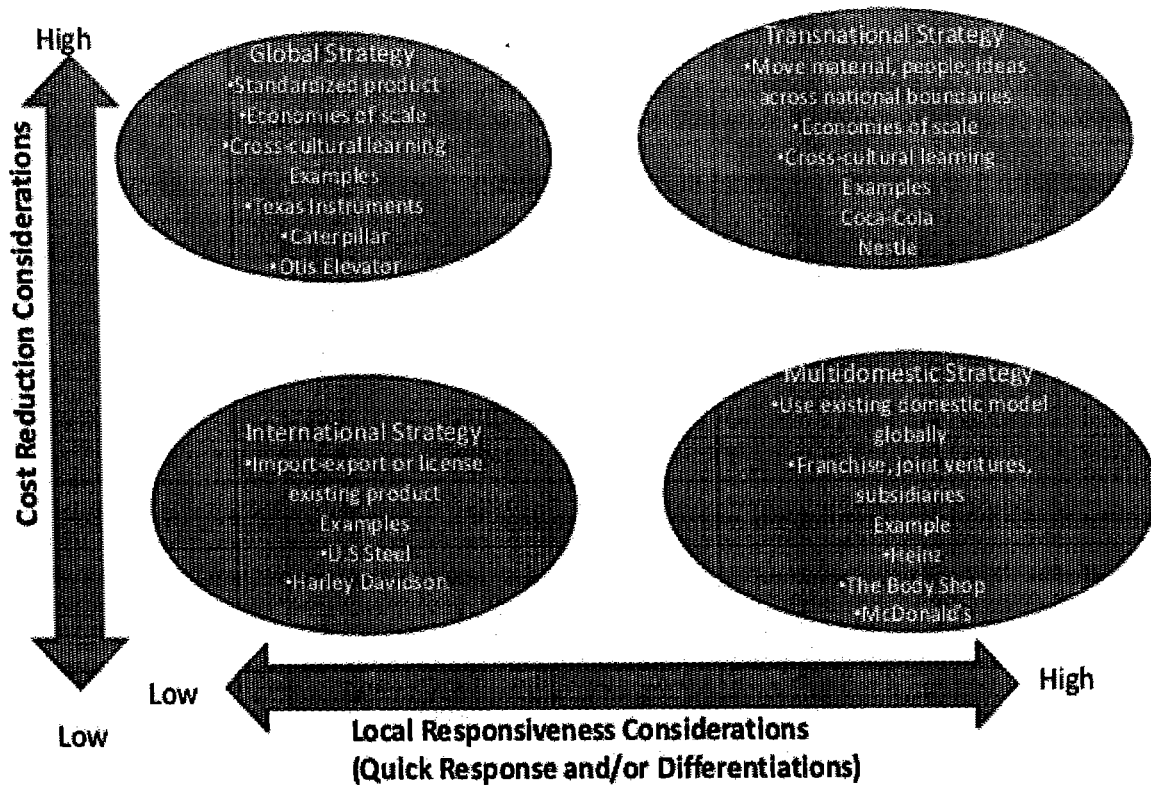 High
Global Strategy
•Standardized product
•Economies of scale
•Cross-cultural learning
Examples
•Texas Instruments
•Caterpillar
•Otis Elevator
Transnational Strategy
•Move material, people, ideas
across national boundaries
•Economies of scale
•Cross-cultural learning
Examples
Coca-Cola
Nestle
Cost Reduction Considerations
International Strategy
•Import-export or license
existing product
Examples
•U.S Steel
•Harley Davidson
Multidomestic Strategy
•Use existing domestic model
globally
•Franchise, joint ventures,
subsidiaries
Example
•Heinz
•The Body Shop
•McDonald's
Low
Low
High
Local Responsiveness Considerations
(Quick Response and/or Differentiations)